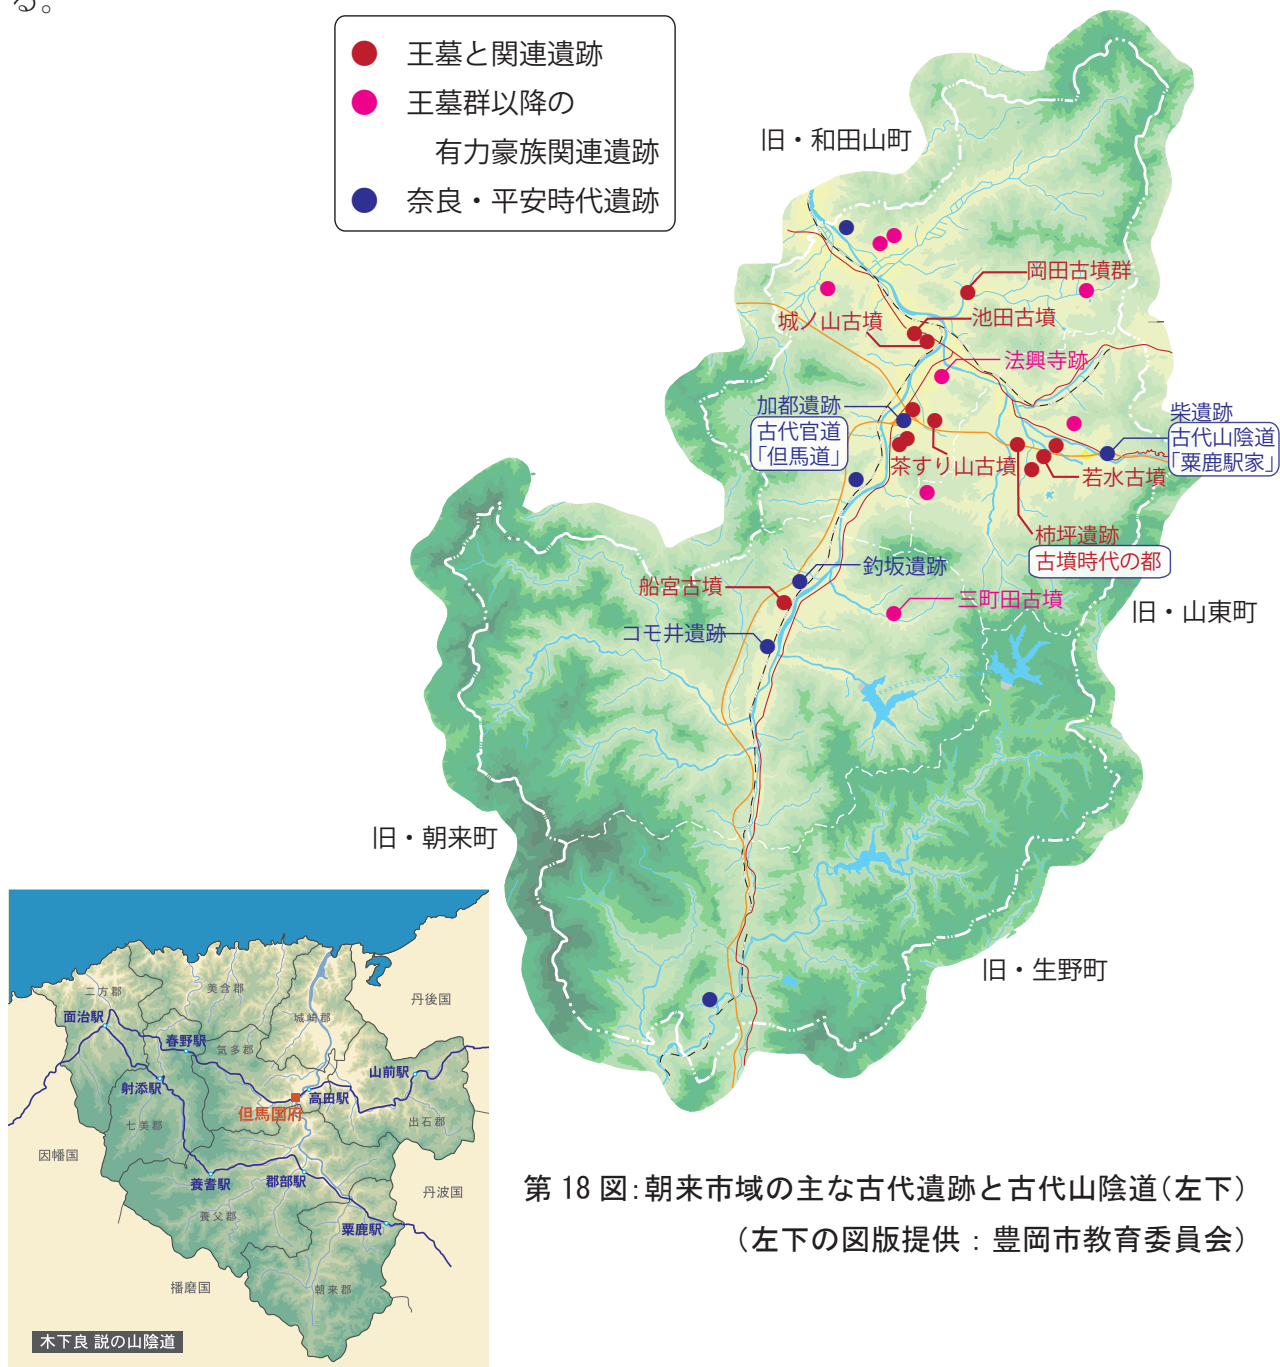 る。
王墓と関連遺跡
王墓群以降の
有力豪族関連遺跡
奈良・平安時代遺跡
旧・和田山町
岡田古墳群
城ノ山古墳
池田古墳
法興寺跡
加都遺跡
古代官道
「但馬道」
柴遺跡
古代山陰道
「粟鹿駅家」
茶すり山古墳
若水古墳
柿坪遺跡
古墳時代の都
釣坂遺跡
船宮古墳
三町田古墳
旧・山東町
コモ井遺跡
旧・朝来町
旧・生野町
二方郡
美含郡
丹後国
面治駅
城崎郡
春野駅
気多郡
山前駅
射添駅
高田駅
但馬国府
七美郡
出石郡
因幡国
養耆駅
郡部駅
丹波国
養父郡
粟鹿駅
播磨国
朝来郡
木下良 説の山陰道
第 18 図：朝来市域の主な古代遺跡と古代山陰道（左下）
（左下の図版提供：豊岡市教育委員会）